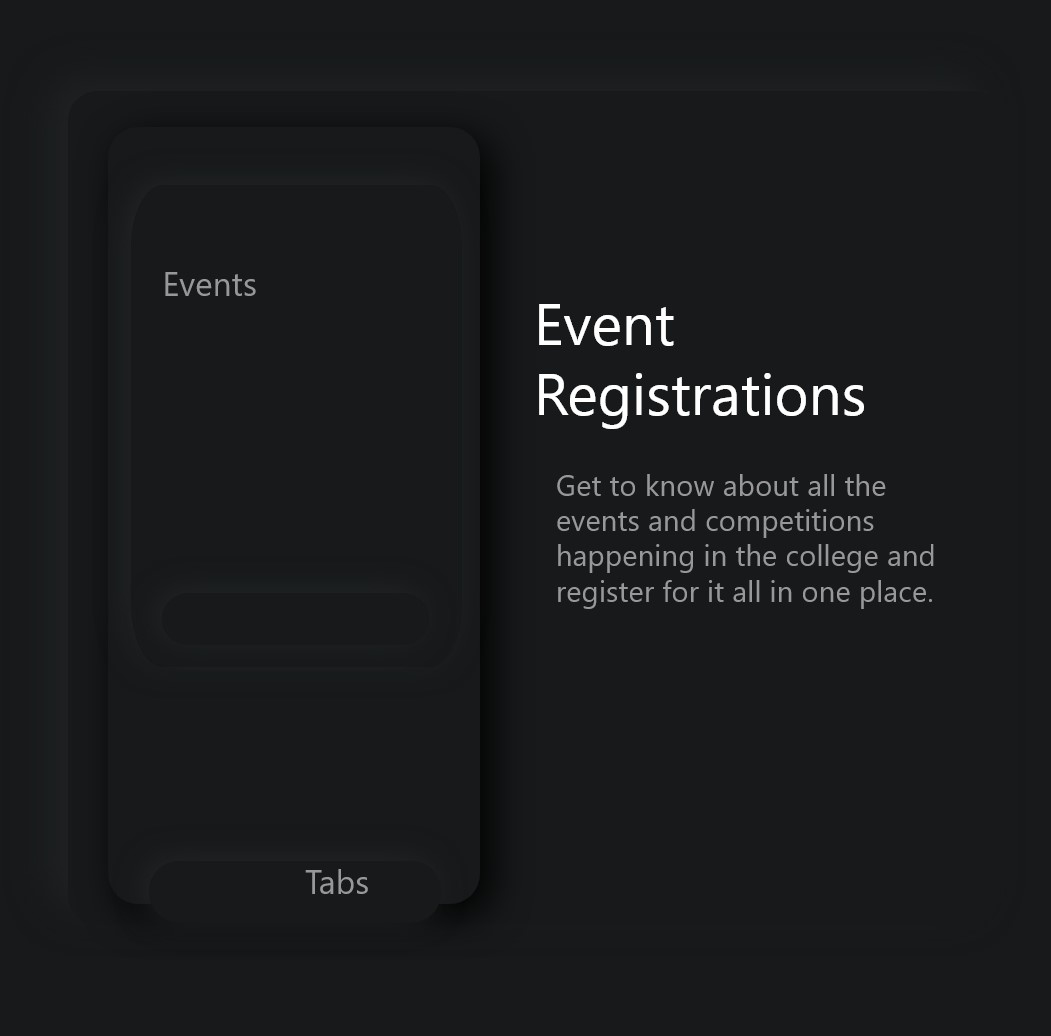 Events
Event
Registrations
Get to know about all the
events and competitions
happening in the college and
register for it all in one place.
Tabs